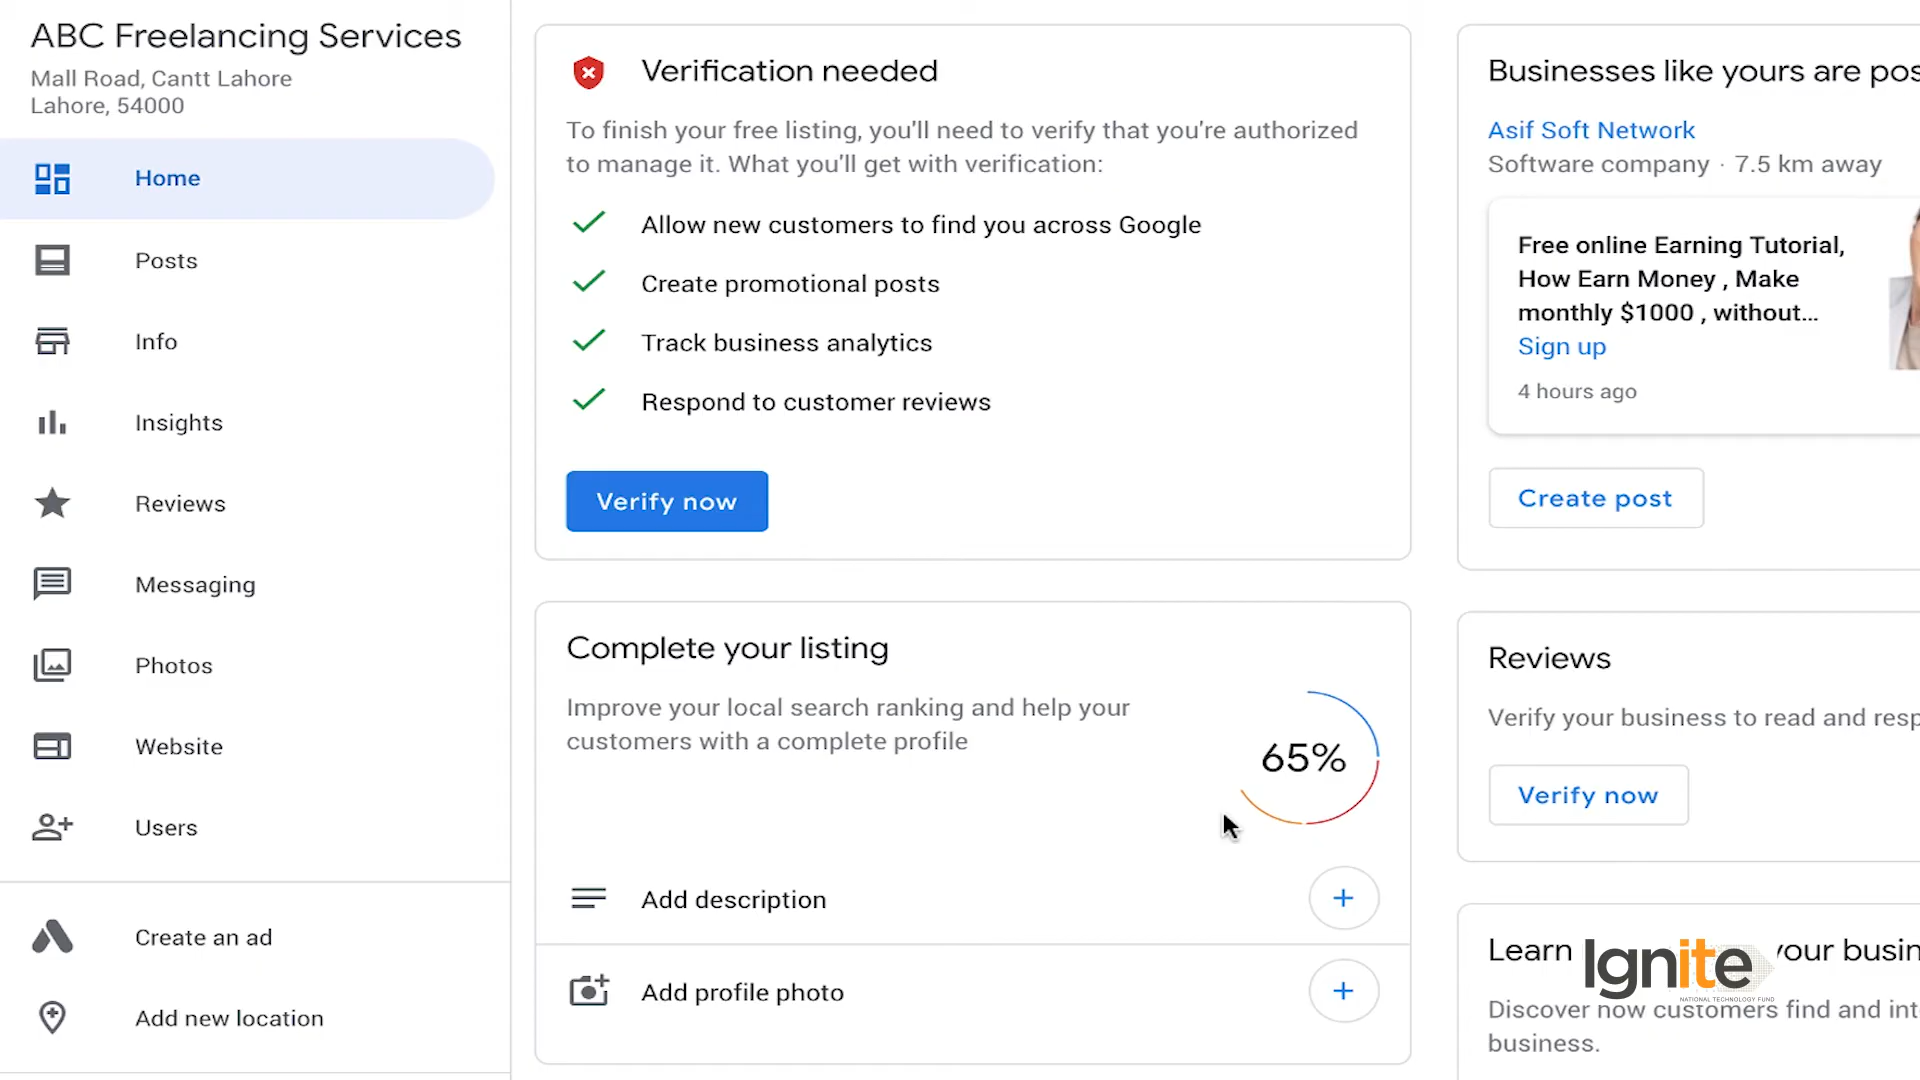 ABC Freelancing Services
Mall Road, Cantt Lahore
Lahore, 54000
Home
Posts
Info
Insights
Reviews
Messaging
Photos
Website
Users
Create an ad
Add new location
Verification needed
To finish your free listing, you'll need to verify that you're authorized
to manage it. What you'll get with verification:
Allow new customers to find you across Google
Create promotional posts
Track business analytics
Respond to customer reviews
Verify now
Complete your listing
Improve your local search ranking and help your
customers with a complete profile
65%
Add description
Add profile photo
Businesses like yours are pos
Asif Soft Network
Software company · 7.5 km away
Free online Earning Tutorial,
How Earn Money , Make
monthly $1000 , without...
Sign up
4 hours ago
Create post
Reviews
Verify your business to read and resp
Verify now
Learn your busin
Ignite
NATIONAL TECHNOLOGY FUND
Discover how customers find and inte
business.